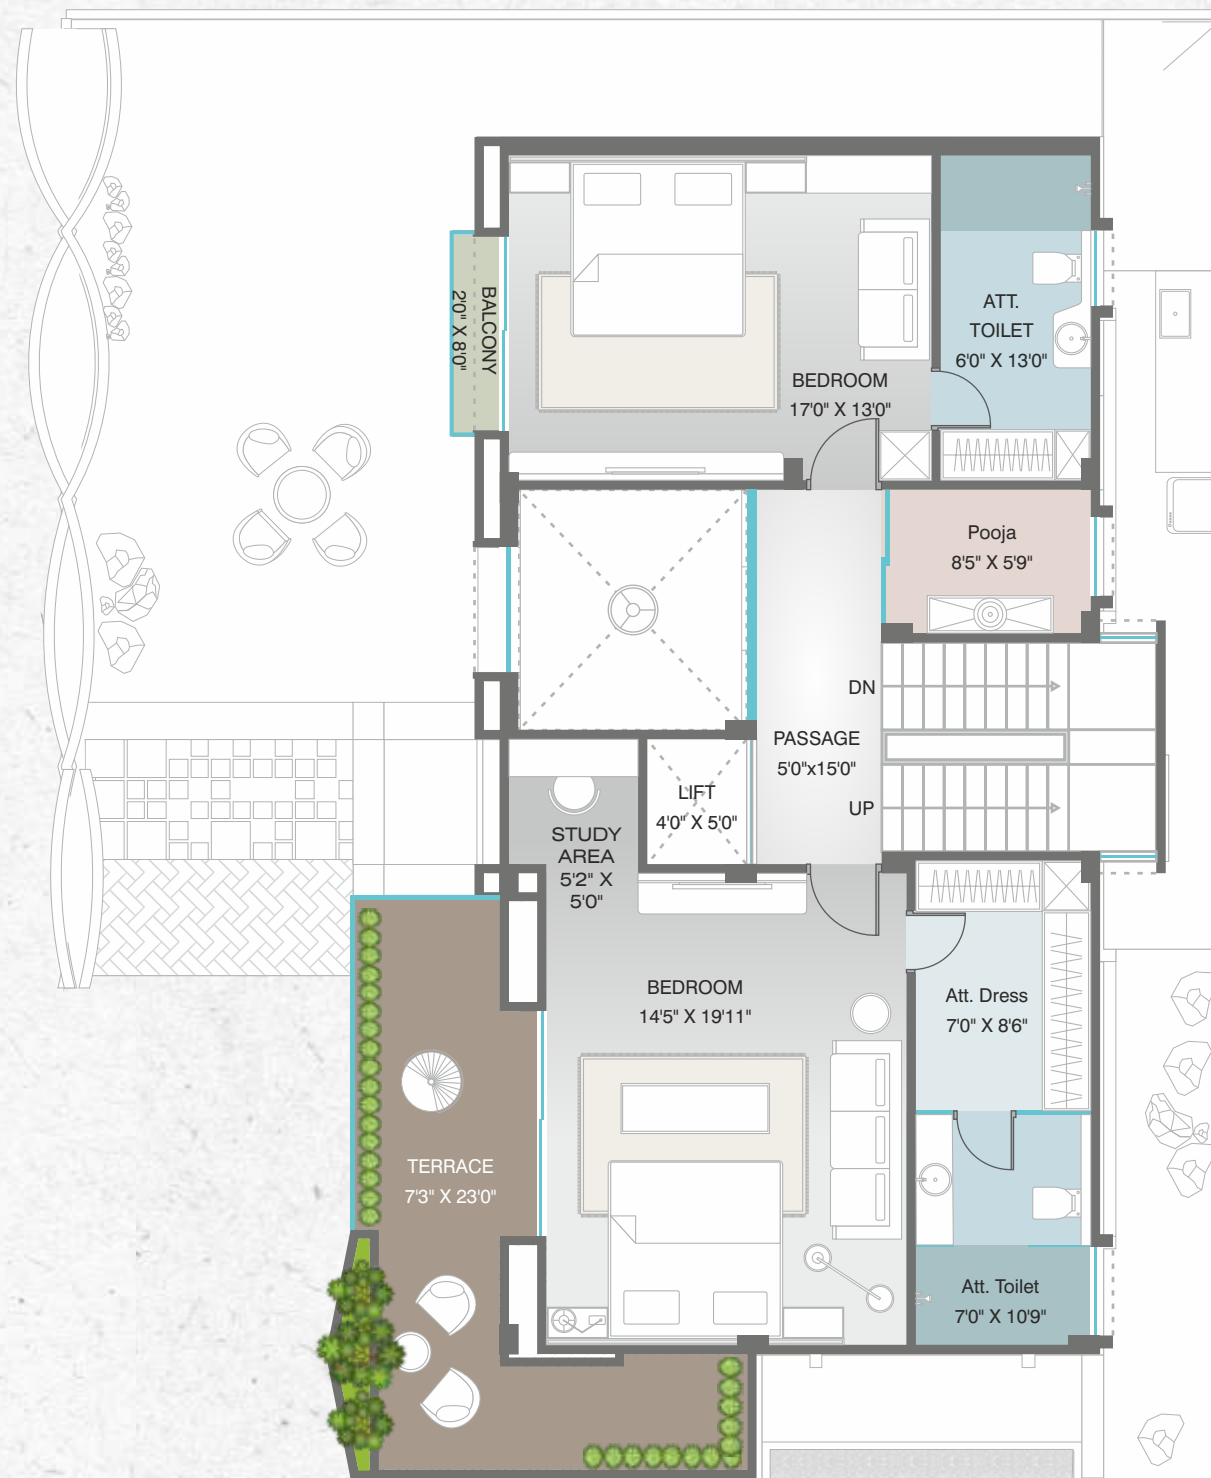 BALCONY
2'0" X 8'0"
BEDROOM
17'0" X 13'0"
ATT.
TOILET
6'0" X 13'0"
Pooja
8'5" X 5'9"
DN
PASSAGE
5'0"x15'0"
UP
LIFT
4'0" X 5'0"
STUDY
AREA
5'2" X
5'0"
BEDROOM
14'5" X 19'11"
Att. Dress
7'0" X 8'6"
TERRACE
7'3" X 23'0"
Att. Toilet
7'0" X 10'9"